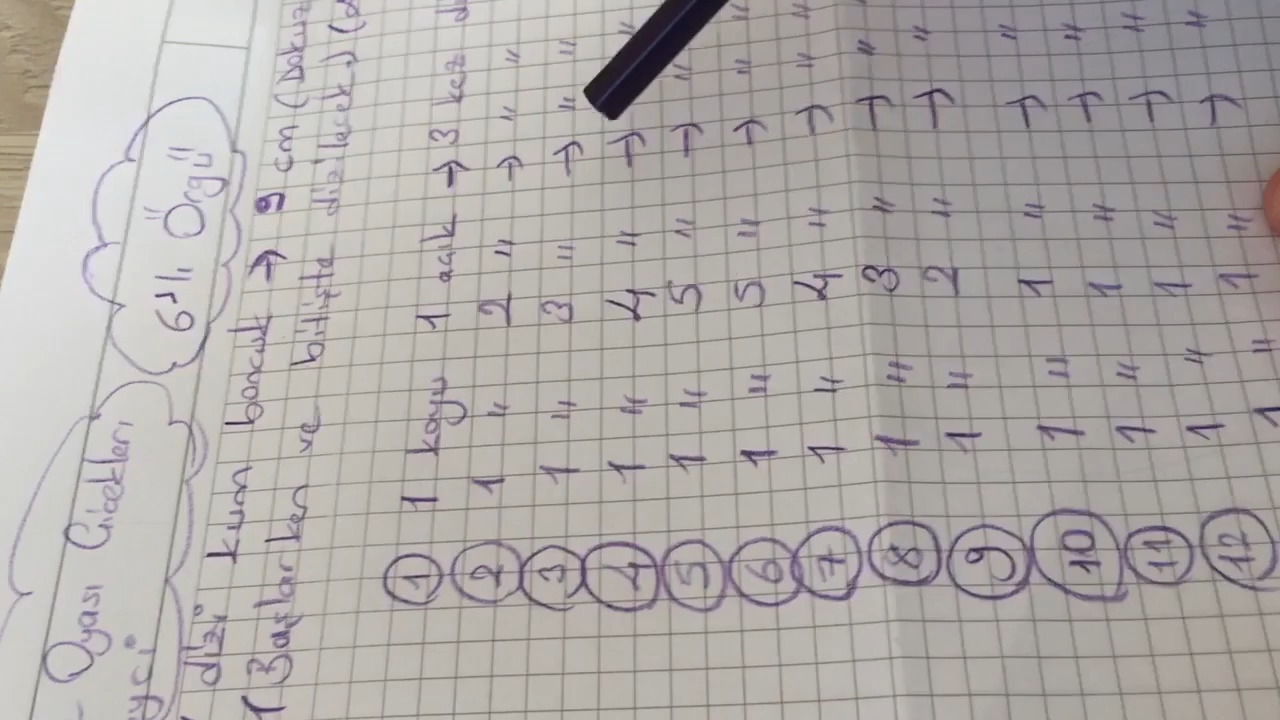 Oyası Çiçekleri
6'lı Örgü
dizi kum boncuk → 9 cm (Dokuz
1 (Başlarken ve bitişte dizilecek.)
① 1 koyu 1 açık → 3 kez
② 1 " 2 " → " "
③ 1 " 3 " → " "
④ 1 " 4 " → "
⑤ 1 " 5 " → "
⑥ 1 " 5 " → " "
⑦ 1 " 4 " → " "
⑧ 1 " 3 " → "
⑨ 1 " 2 " → "
⑩ 1 " 1 " → "
⑪ 1 " 1 " → "
⑫ 1 " 1 " → "
1 " 1 " →